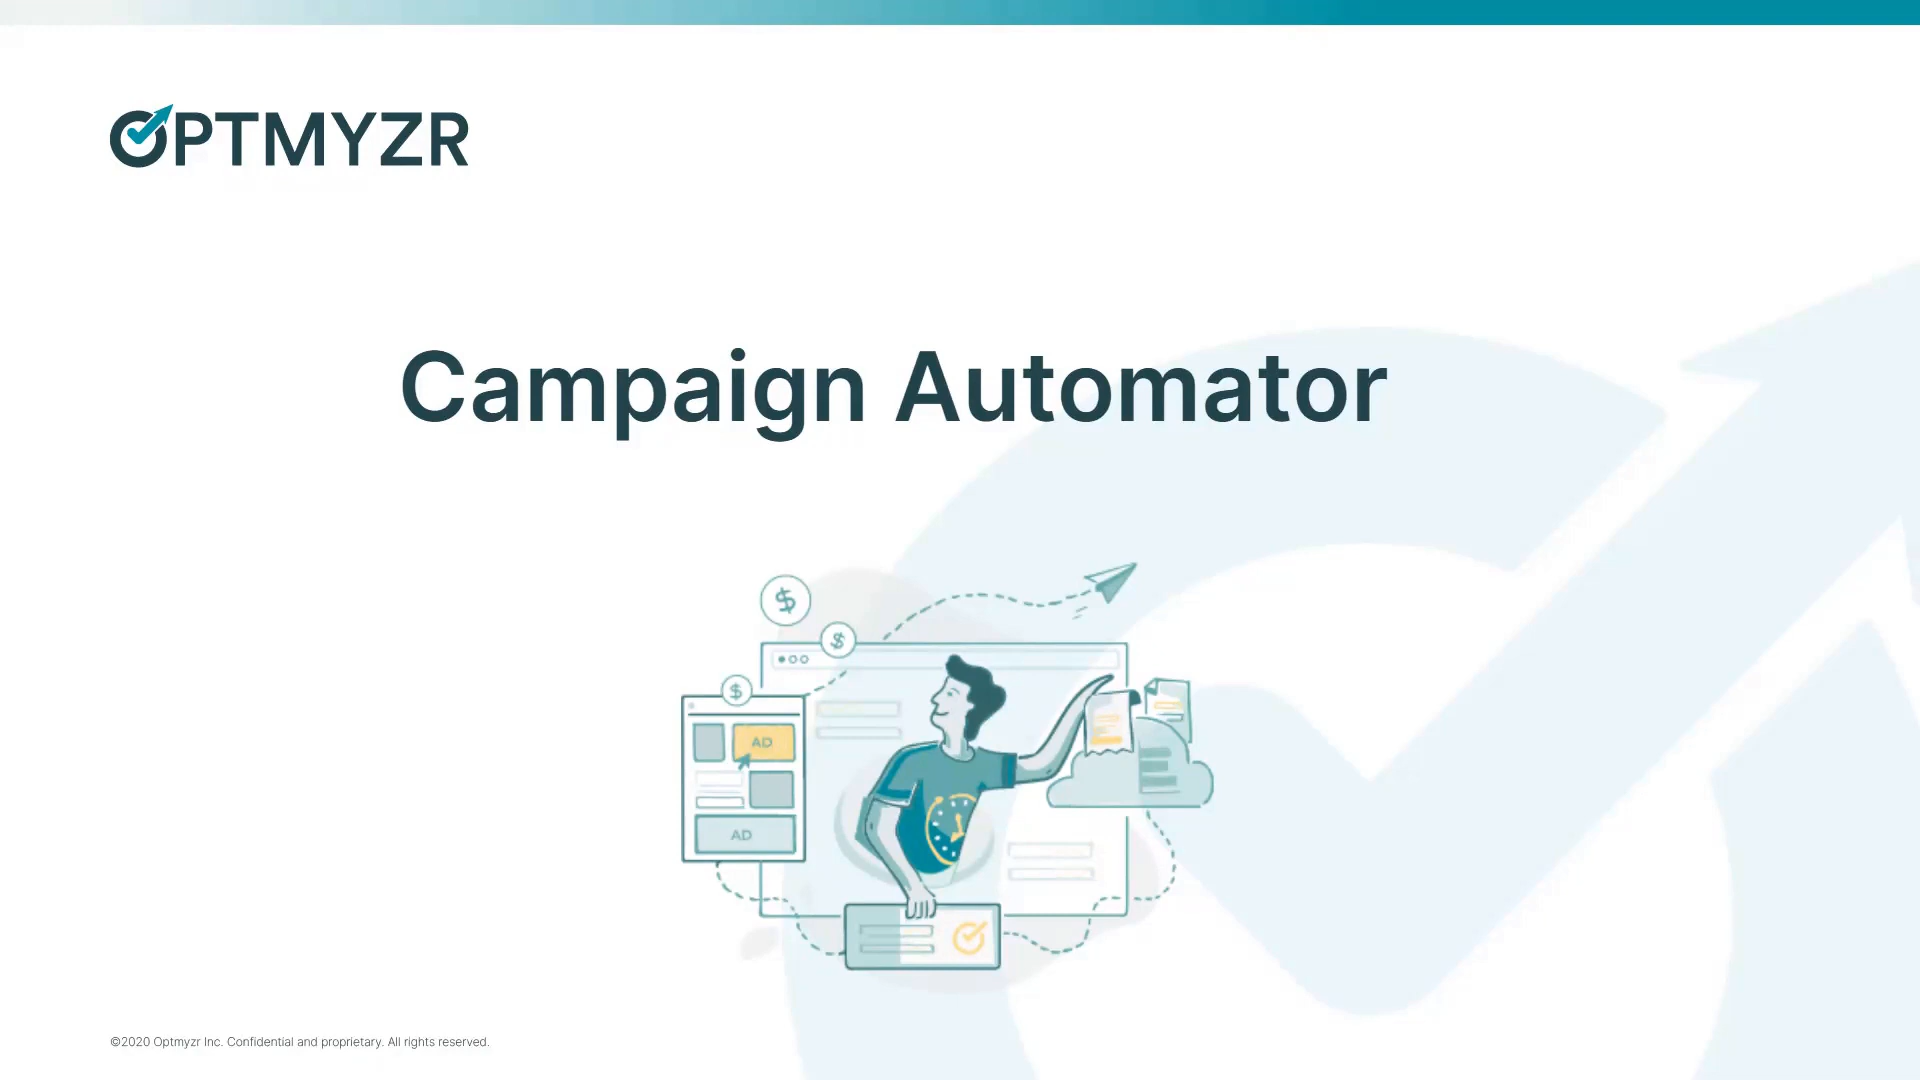 OPTMYZR
Campaign Automator
$
$
$
AD
AD
©2020 Optmyzr Inc. Confidential and proprietary. All rights reserved.